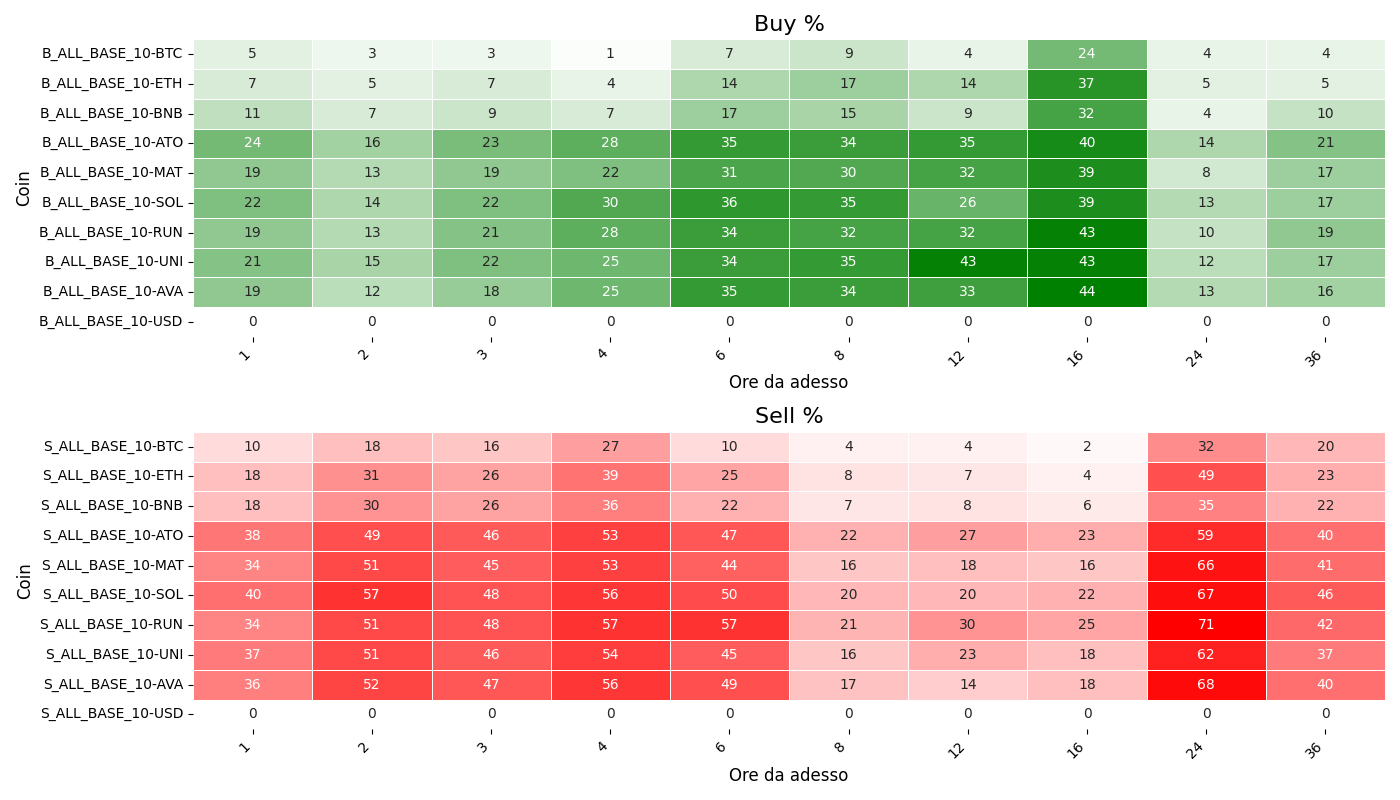 Buy %
Coin
B_ALL_BASE_10-BTC 5 3 3 1 7 9 4 24 4 4
B_ALL_BASE_10-ETH 7 5 7 4 14 17 14 37 5 5
B_ALL_BASE_10-BNB 11 7 9 7 17 15 9 32 4 10
B_ALL_BASE_10-ATO 24 16 23 28 35 34 35 40 14 21
B_ALL_BASE_10-MAT 19 13 19 22 31 30 32 39 8 17
B_ALL_BASE_10-SOL 22 14 22 30 36 35 26 39 13 17
B_ALL_BASE_10-RUN 19 13 21 28 34 32 32 43 10 19
B_ALL_BASE_10-UNI 21 15 22 25 34 35 43 43 12 17
B_ALL_BASE_10-AVA 19 12 18 25 35 34 33 44 13 16
B_ALL_BASE_10-USD 0 0 0 0 0 0 0 0 0 0
1 2 3 4 6 8 12 16 24 36
Ore da adesso
Sell %
Coin
S_ALL_BASE_10-BTC 10 18 16 27 10 4 4 2 32 20
S_ALL_BASE_10-ETH 18 31 26 39 25 8 7 4 49 23
S_ALL_BASE_10-BNB 18 30 26 36 22 7 8 6 35 22
S_ALL_BASE_10-ATO 38 49 46 53 47 22 27 23 59 40
S_ALL_BASE_10-MAT 34 51 45 53 44 16 18 16 66 41
S_ALL_BASE_10-SOL 40 57 48 56 50 20 20 22 67 46
S_ALL_BASE_10-RUN 34 51 48 57 57 21 30 25 71 42
S_ALL_BASE_10-UNI 37 51 46 54 45 16 23 18 62 37
S_ALL_BASE_10-AVA 36 52 47 56 49 17 14 18 68 40
S_ALL_BASE_10-USD 0 0 0 0 0 0 0 0 0 0
1 2 3 4 6 8 12 16 24 36
Ore da adesso